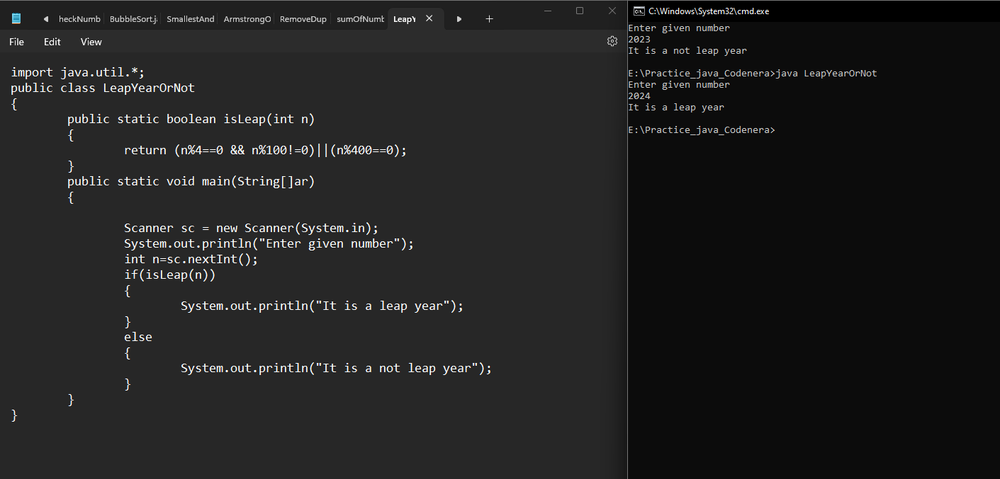 heckNumb BubbleSort.ja SmallestAnd ArmstrongO RemoveDup sumOfNumb LeapY
File Edit View
import java.util.*;
public class LeapYearOrNot
{
public static boolean isLeap(int n)
{
return (n%4==0 && n%100!=0)||(n%400==0);
}
public static void main(String[]ar)
{
Scanner sc = new Scanner(System.in);
System.out.println("Enter given number");
int n=sc.nextInt();
if(isLeap(n))
{
System.out.println("It is a leap year");
}
else
{
System.out.println("It is a not leap year");
}
}
}
C:\Windows\System32\cmd.exe
Enter given number
2023
It is a not leap year
E:\Practice_java_Codenera>java LeapYearOrNot
Enter given number
2024
It is a leap year
E:\Practice_java_Codenera>